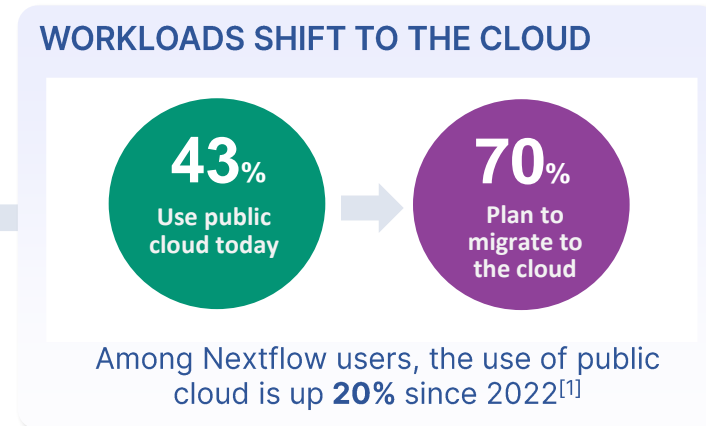 WORKLOADS SHIFT TO THE CLOUD
43%
Use public
cloud today
70%
Plan to
migrate to
the cloud
Among Nextflow users, the use of public
cloud is up 20% since 2022[1]